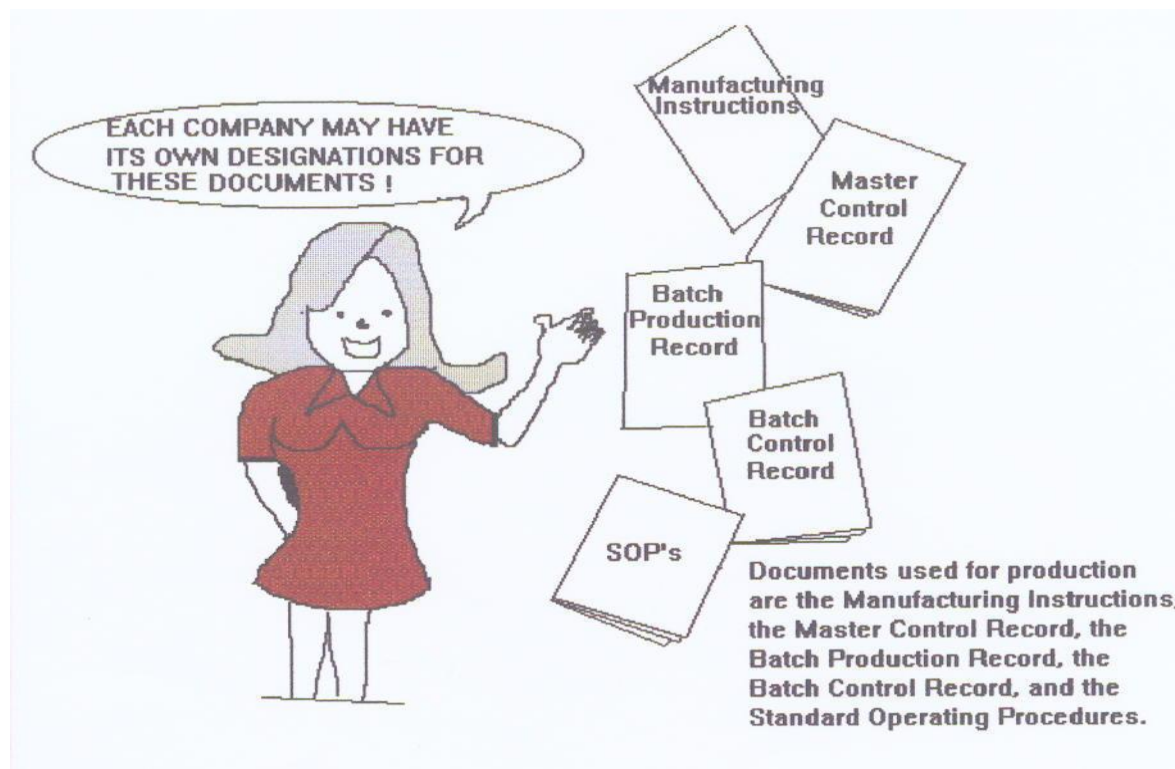 EACH COMPANY MAY HAVE
ITS OWN DESIGNATIONS FOR
THESE DOCUMENTS !
Manufacturing
Instructions
Master
Control
Record
Batch
Production
Record
Batch
Control
Record
SOP's
Documents used for production
are the Manufacturing Instructions,
the Master Control Record, the
Batch Production Record, the
Batch Control Record, and the
Standard Operating Procedures.